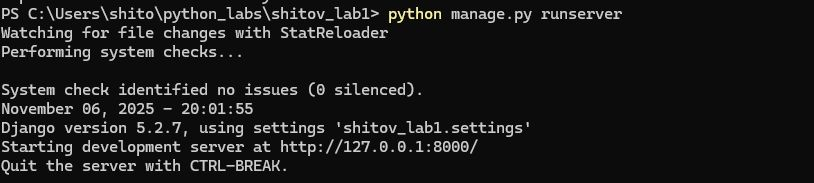 PS C:\Users\shito\python_labs\shitov_lab1> python manage.py runserver
Watching for file changes with StatReloader
Performing system checks...

System check identified no issues (0 silenced).
November 06, 2025 - 20:01:55
Django version 5.2.7, using settings 'shitov_lab1.settings'
Starting development server at http://127.0.0.1:8000/
Quit the server with CTRL-BREAK.